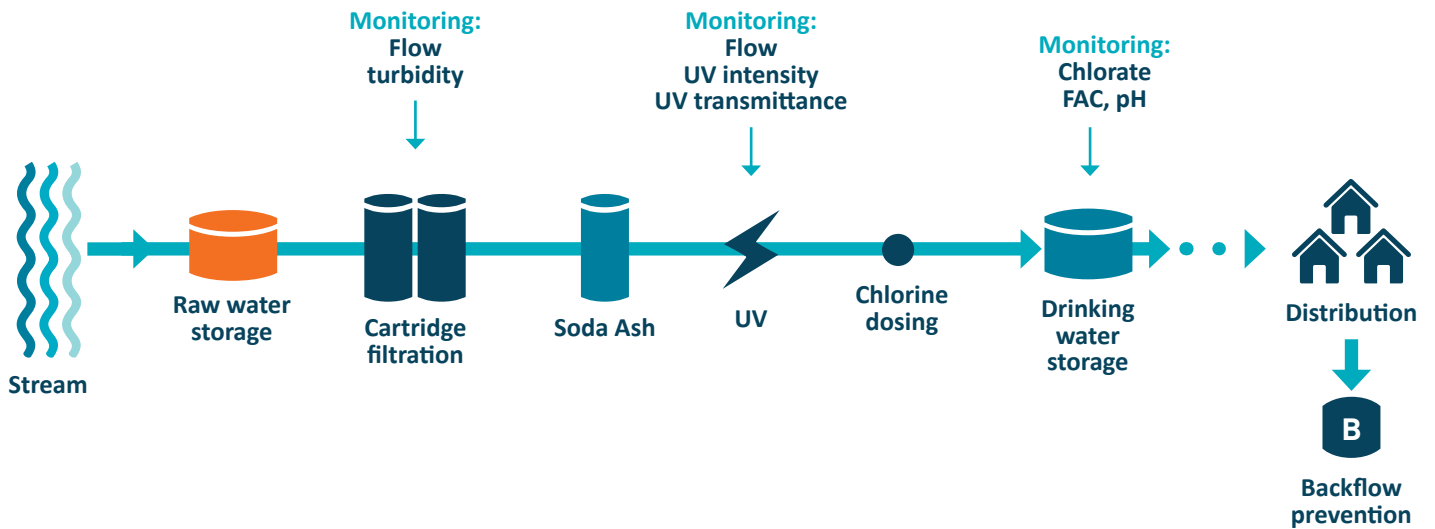 Monitoring:
Flow
turbidity
Monitoring:
Flow
UV intensity
UV transmittance
Monitoring:
Chlorate
FAC, pH
Stream
Raw water
storage
Cartridge
filtration
Soda Ash
UV
Chlorine
dosing
Drinking
water
storage
Distribution
B
Backflow
prevention